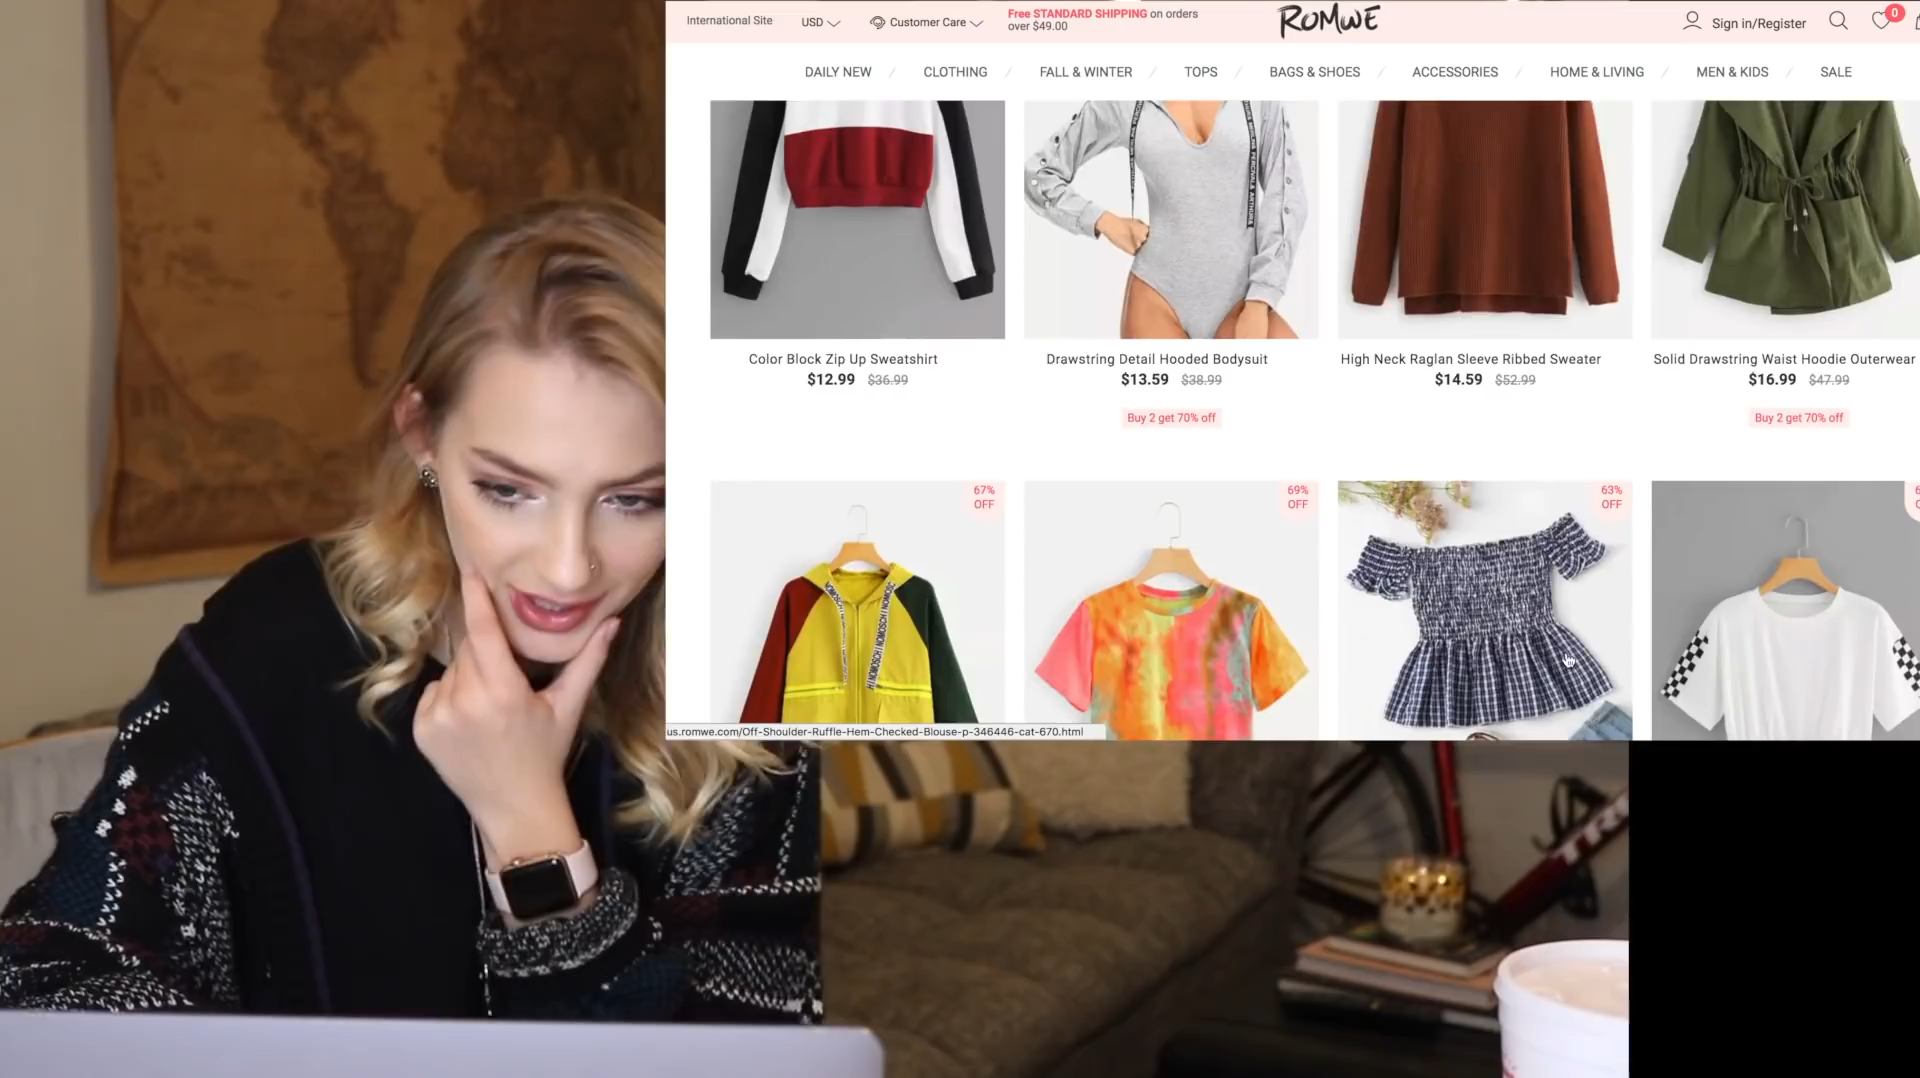 International Site
USD
Customer Care
Free STANDARD SHIPPING on orders
over $49.00
ROMWE
Sign in/Register
0
DAILY NEW / CLOTHING / FALL & WINTER / TOPS / BAGS & SHOES / ACCESSORIES / HOME & LIVING / MEN & KIDS / SALE
Color Block Zip Up Sweatshirt
$12.99 $36.99
Drawstring Detail Hooded Bodysuit
$13.59 $38.99
Buy 2 get 70% off
High Neck Raglan Sleeve Ribbed Sweater
$14.59 $52.99
Solid Drawstring Waist Hoodie Outerwear
$16.99 $47.99
Buy 2 get 70% off
67%
OFF
69%
OFF
63%
OFF
us.romwe.com/Off-Shoulder-Ruffle-Hem-Checked-Blouse-p-346446-cat-670.html